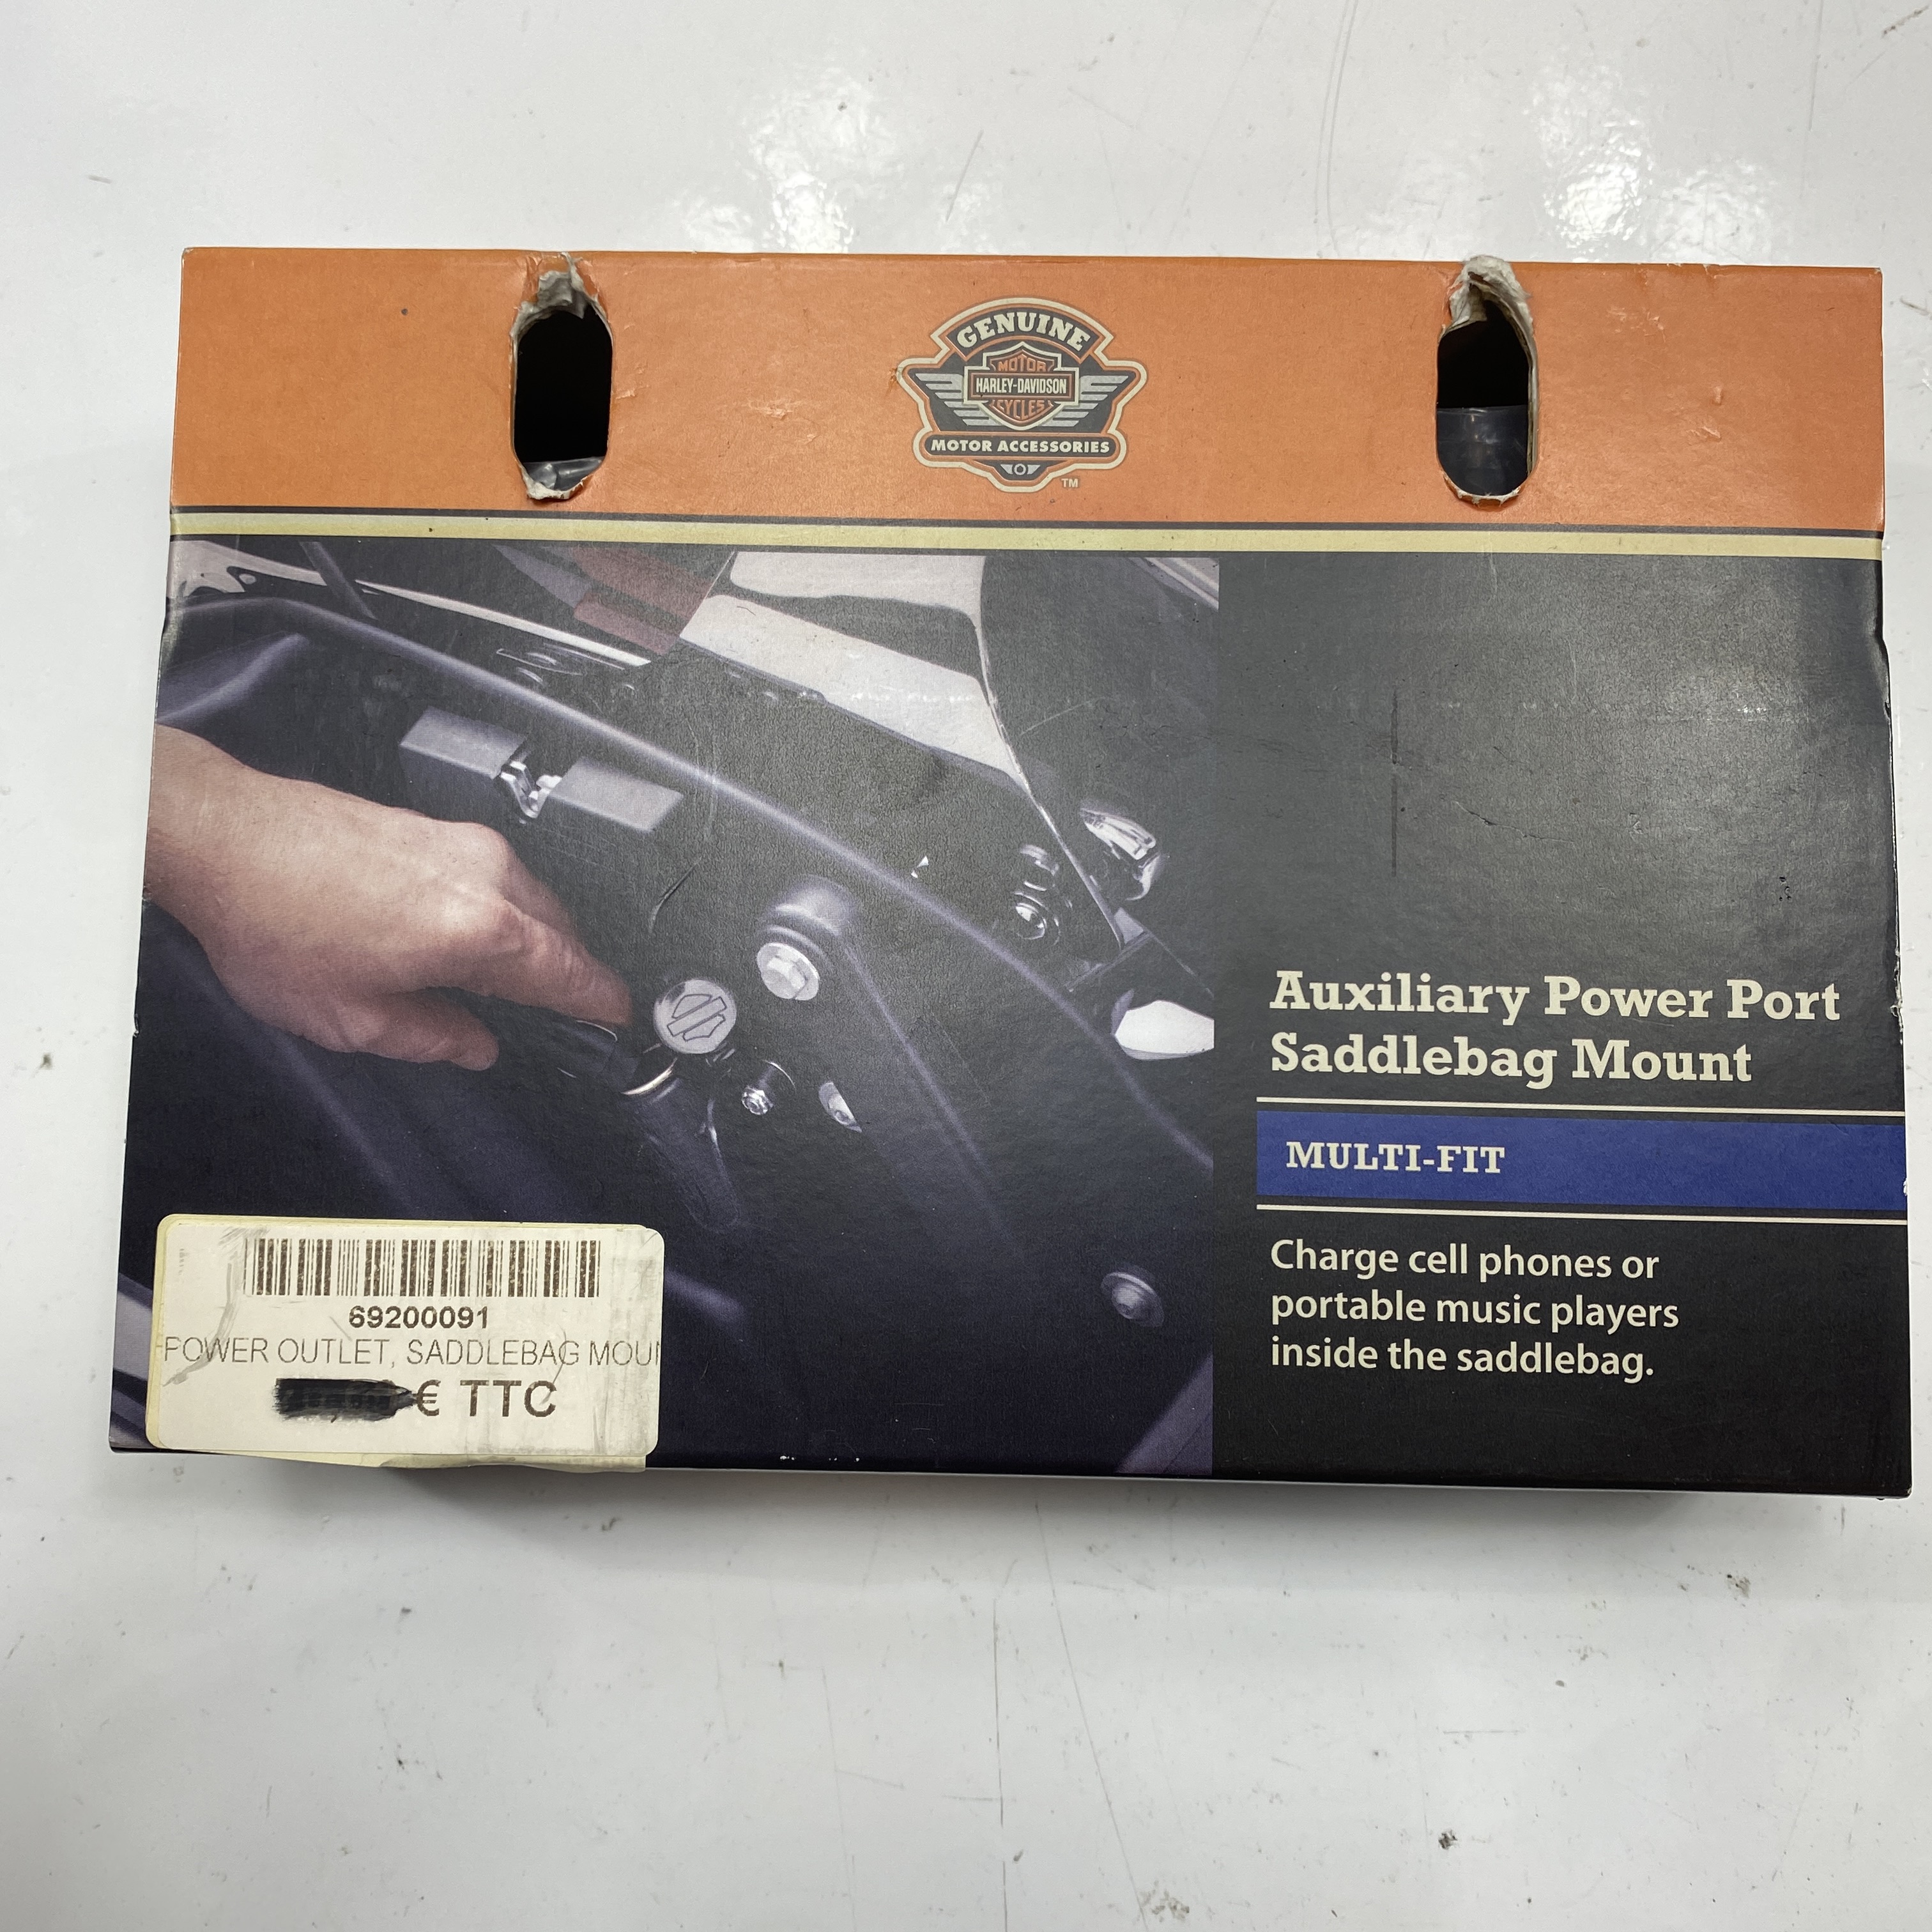 GENUINE
MOTOR
HARLEY-DAVIDSON
CYCLES
MOTOR ACCESSORIES
TM
Auxiliary Power Port
Saddlebag Mount
MULTI-FIT
Charge cell phones or
portable music players
inside the saddlebag.
69200091
POWER OUTLET, SADDLEBAG MOUN
€ TTC